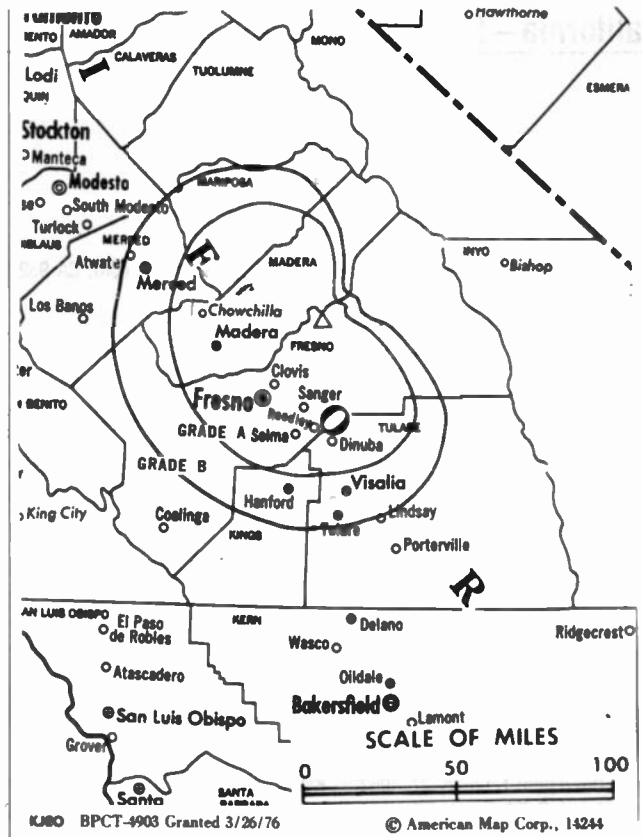 Hawthorne
AMADOR
MONO
CALAVERAS
TUOLUMNE
ESMERA
Lodi
I
Stockton
Manteca
Modesto
South Modesto
Turlock
MARIPOSA
MERCED
Atwater
F
MADERA
INYO
Bishop
Merced
Los Banos
Chowchilla
Madera
FRESNO
Clovis
Fresno
Sanger
Reedley
GRADE A
Selma
TULARE
Dinuba
GRADE B
Visalia
Hanford
King City
Coalinga
KINGS
Tulare
Lindsay
Porterville
R
SAN LUIS OBISPO
KERN
El Paso
de Robles
Delano
Wasco
Ridgecrest
Atascadero
Oildale
Bakersfield
San Luis Obispo
Lamont
Grover
SCALE OF MILES
0 50 100
Santa
SANTA
KJEO BPCT-4903 Granted 3/26/76
© American Map Corp., 14244